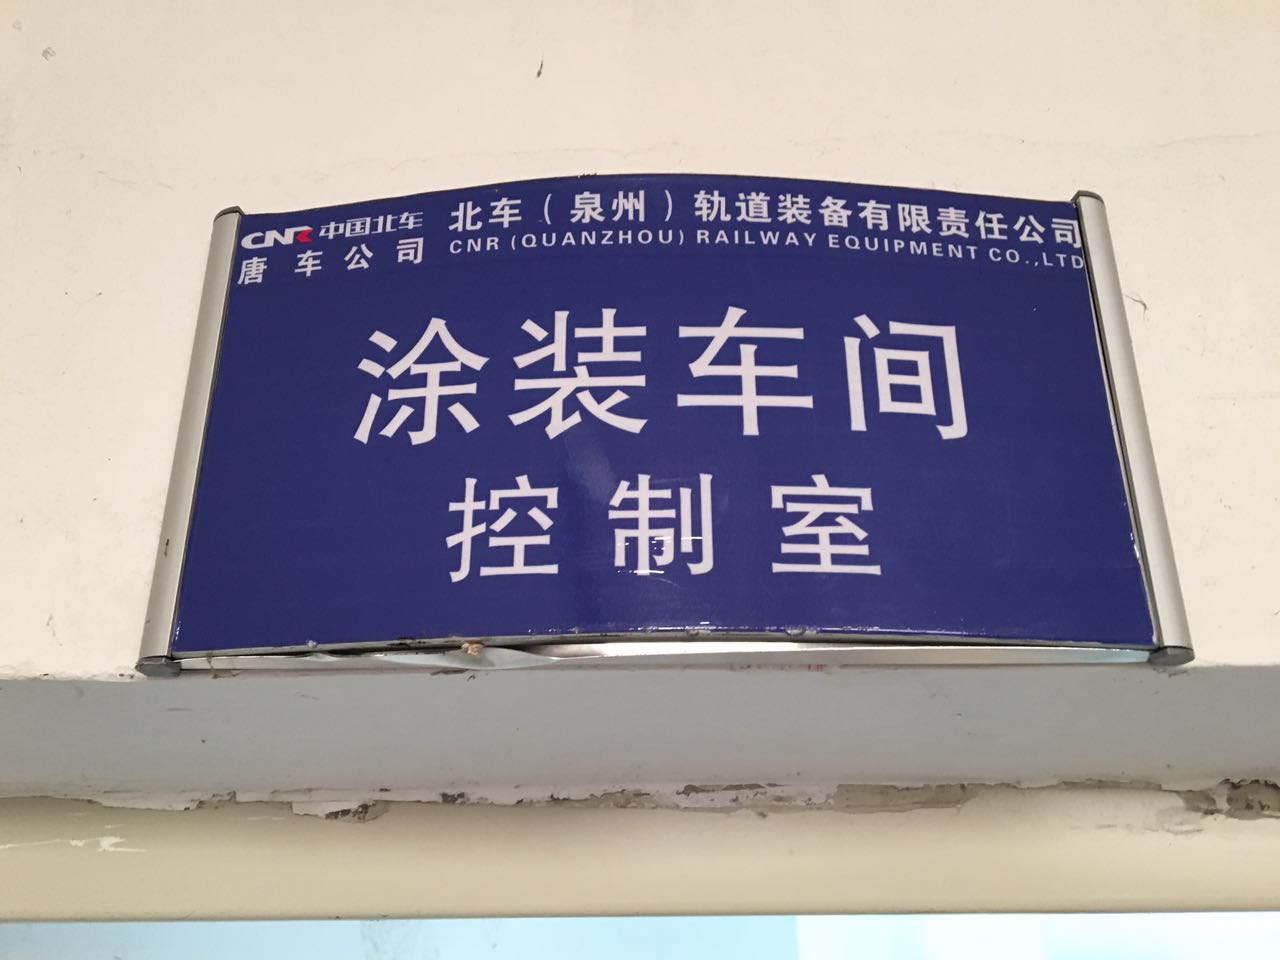 CNR 中国北车
唐车公司
北车（泉州）轨道装备有限责任公司
CNR (QUANZHOU) RAILWAY EQUIPMENT CO.,LTD
涂装车间
控制室